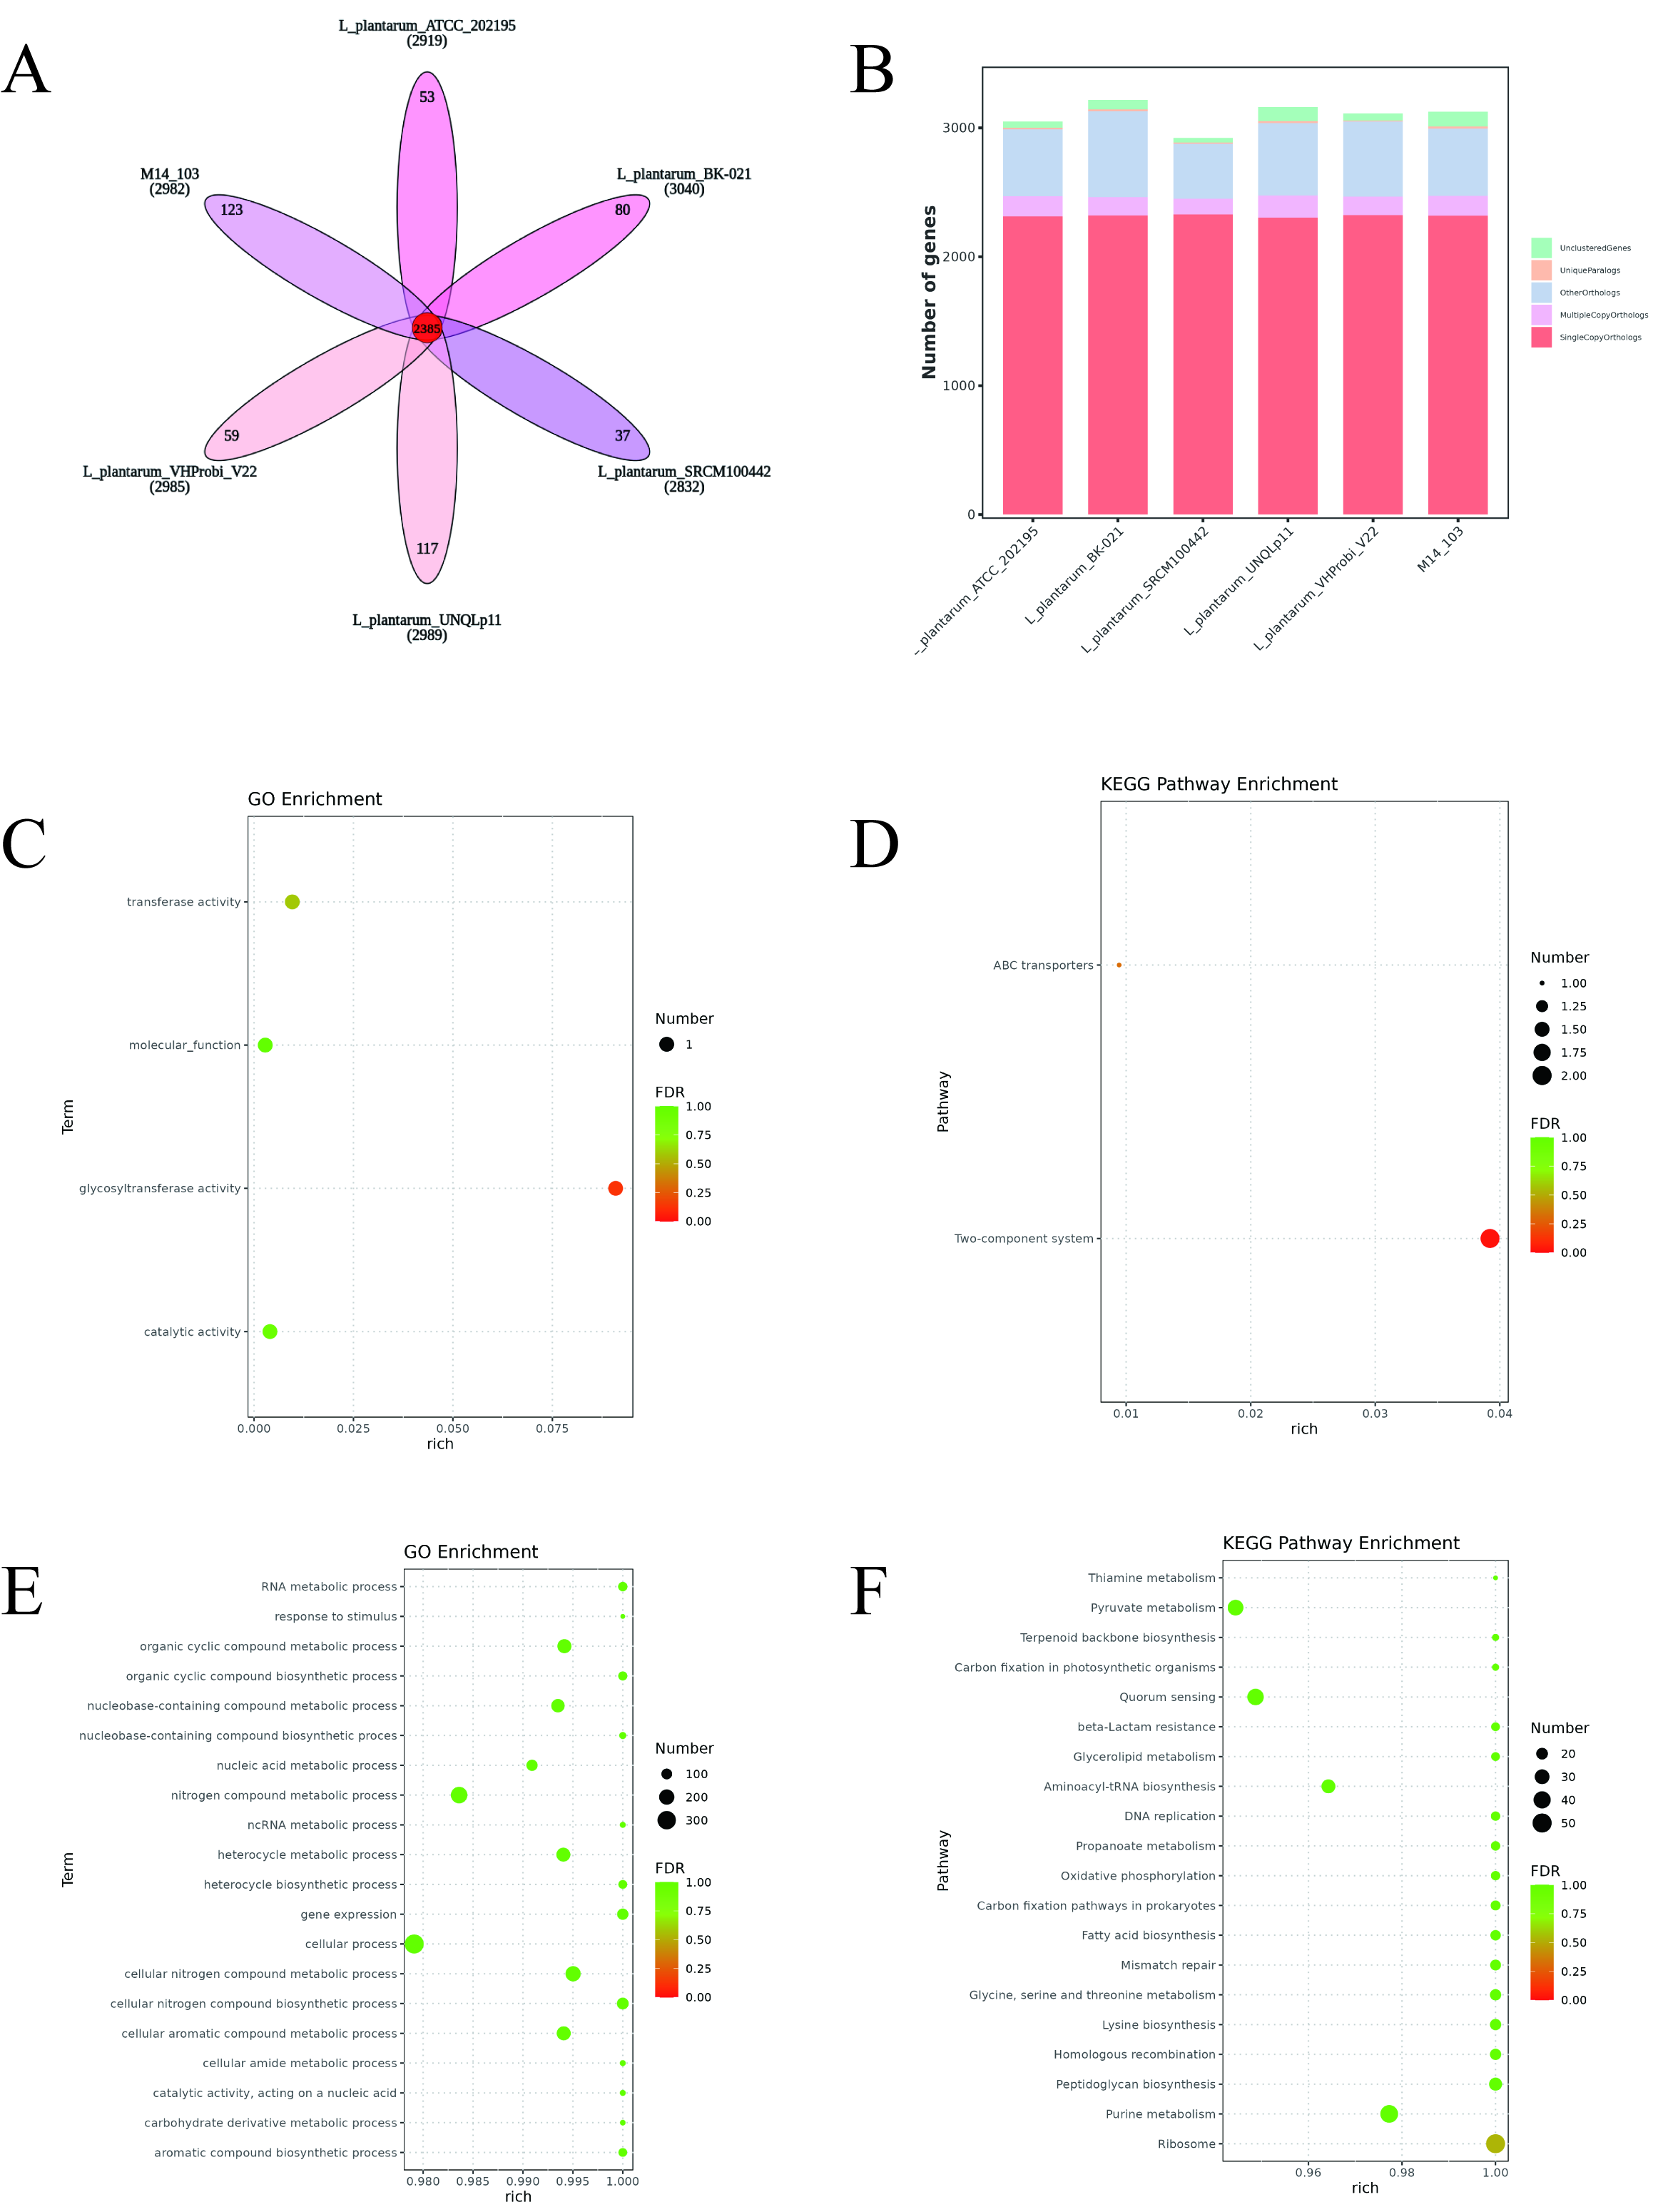 A
L_plantarum_ATCC_202195
(2919)
53
M14_103
(2982)
123
L_plantarum_BK-021
(3040)
80
2385
59
L_plantarum_VHProbi_V22
(2985)
37
L_plantarum_SRCM100442
(2832)
117
L_plantarum_UNQLp11
(2989)
B
Number of genes
3000
2000
1000
0
_plantarum_ATCC_202195
L_plantarum_BK-021
L_plantarum_SRCM100442
L_plantarum_UNQLp11
L_plantarum_VHProbi_V22
M14_103
UnclusteredGenes
UniqueParalogs
OtherOrthologs
MultipleCopyOrthologs
SingleCopyOrthologs
C
GO Enrichment
Term
transferase activity
molecular_function
glycosyltransferase activity
catalytic activity
0.000 0.025 0.050 0.075
rich
Number
1
FDR
1.00
0.75
0.50
0.25
0.00
D
KEGG Pathway Enrichment
Pathway
ABC transporters
Two-component system
0.01 0.02 0.03 0.04
rich
Number
1.00
1.25
1.50
1.75
2.00
FDR
1.00
0.75
0.50
0.25
0.00
E
GO Enrichment
Term
RNA metabolic process
response to stimulus
organic cyclic compound metabolic process
organic cyclic compound biosynthetic process
nucleobase-containing compound metabolic process
nucleobase-containing compound biosynthetic proces
nucleic acid metabolic process
nitrogen compound metabolic process
ncRNA metabolic process
heterocycle metabolic process
heterocycle biosynthetic process
gene expression
cellular process
cellular nitrogen compound metabolic process
cellular nitrogen compound biosynthetic process
cellular aromatic compound metabolic process
cellular amide metabolic process
catalytic activity, acting on a nucleic acid
carbohydrate derivative metabolic process
aromatic compound biosynthetic process
0.980 0.985 0.990 0.995 1.000
rich
Number
100
200
300
FDR
1.00
0.75
0.50
0.25
0.00
F
KEGG Pathway Enrichment
Pathway
Thiamine metabolism
Pyruvate metabolism
Terpenoid backbone biosynthesis
Carbon fixation in photosynthetic organisms
Quorum sensing
beta-Lactam resistance
Glycerolipid metabolism
Aminoacyl-tRNA biosynthesis
DNA replication
Propanoate metabolism
Oxidative phosphorylation
Carbon fixation pathways in prokaryotes
Fatty acid biosynthesis
Mismatch repair
Glycine, serine and threonine metabolism
Lysine biosynthesis
Homologous recombination
Peptidoglycan biosynthesis
Purine metabolism
Ribosome
0.96 0.98 1.00
rich
Number
20
30
40
50
FDR
1.00
0.75
0.50
0.25
0.00